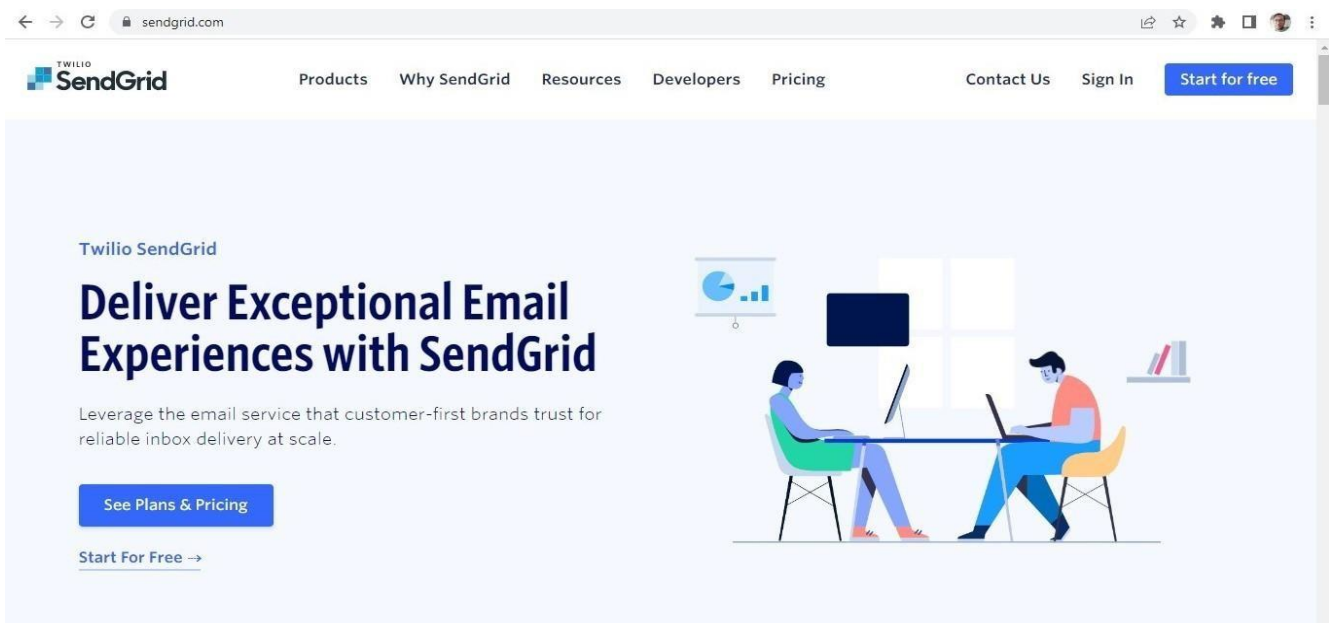 sendgrid.com
TWILIO
SendGrid
Products Why SendGrid Resources Developers Pricing Contact Us Sign In Start for free
Twilio SendGrid
Deliver Exceptional Email
Experiences with SendGrid
Leverage the email service that customer-first brands trust for
reliable inbox delivery at scale.
See Plans & Pricing
Start For Free →